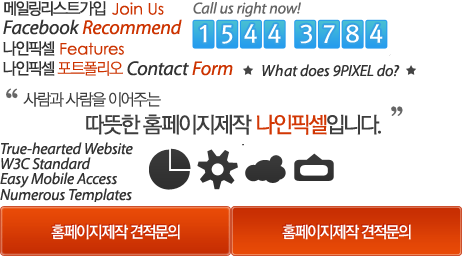 메일링리스트가입 Join Us
Facebook Recommend
나인픽셀 Features
나인픽셀 포트폴리오 Contact Form
Call us right now!
1544 3784
★ What does 9PIXEL do? ★
“ 사람과 사람을 이어주는
따뜻한 홈페이지제작 나인픽셀입니다. ”
True-hearted Website
W3C Standard
Easy Mobile Access
Numerous Templates
홈페이지제작 견적문의
홈페이지제작 견적문의